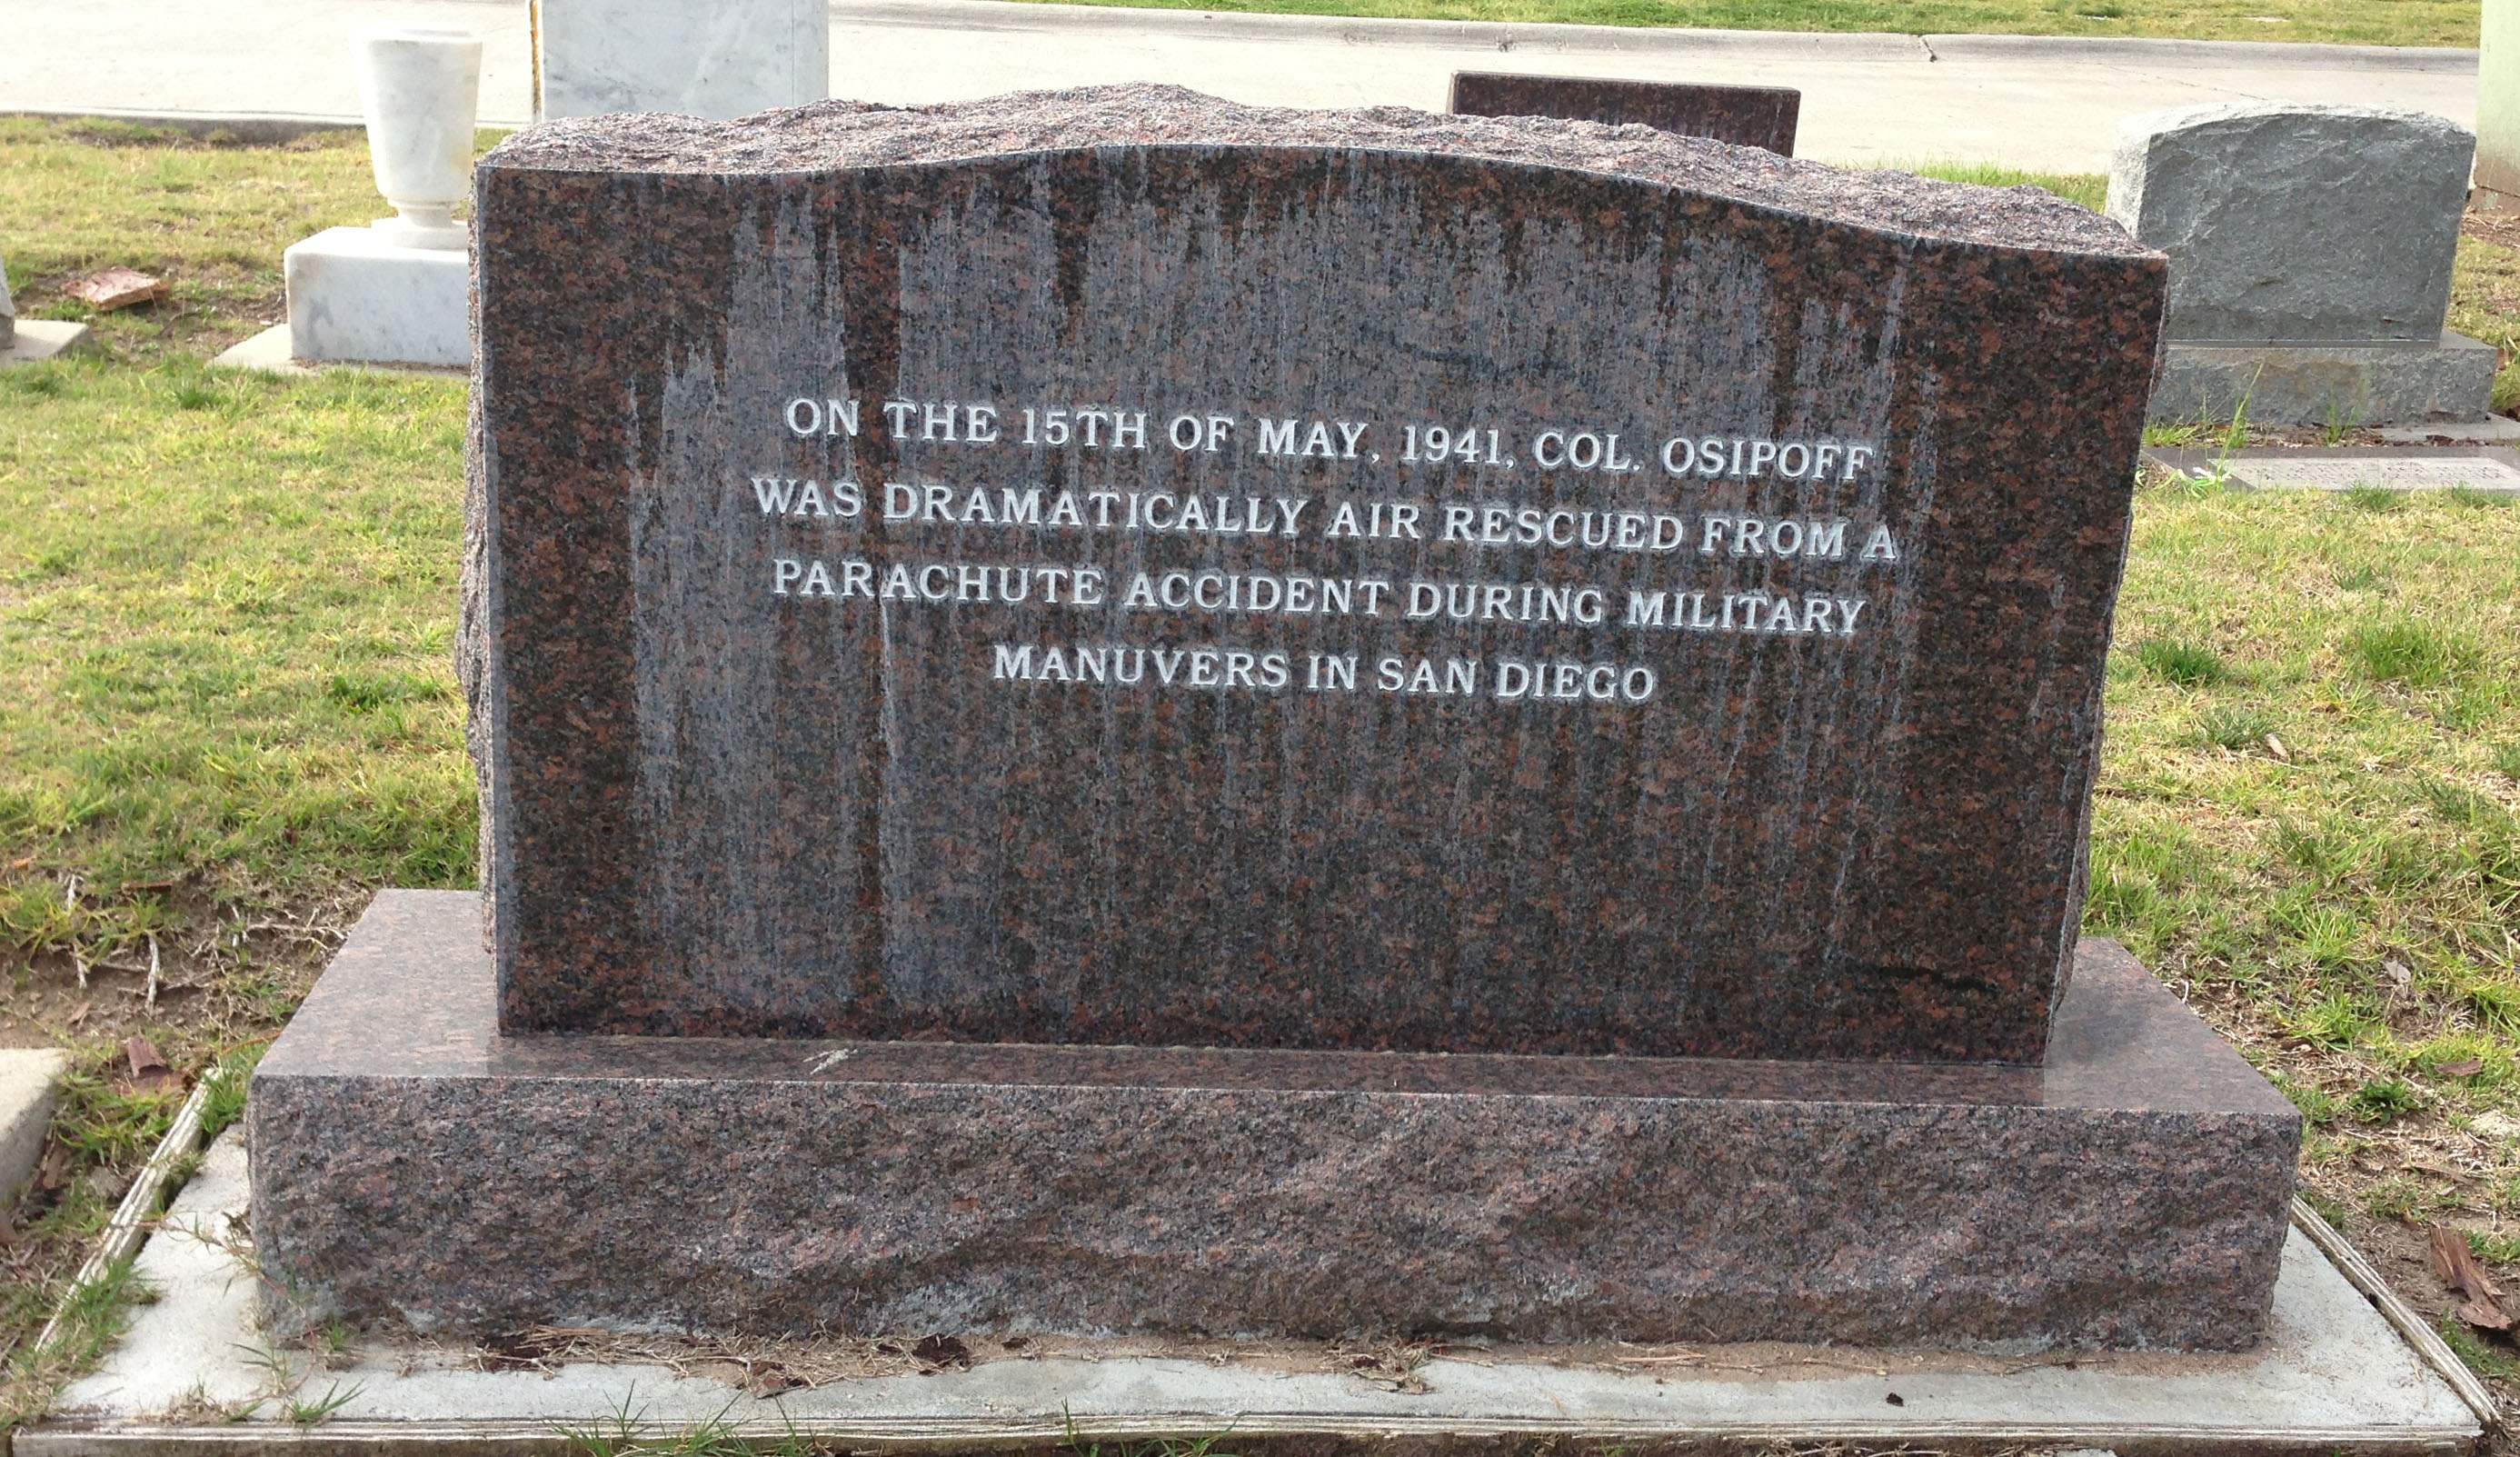 ON THE 15TH OF MAY, 1941, COL. OSIPOFF
WAS DRAMATICALLY AIR RESCUED FROM A
PARACHUTE ACCIDENT DURING MILITARY
MANUVERS IN SAN DIEGO